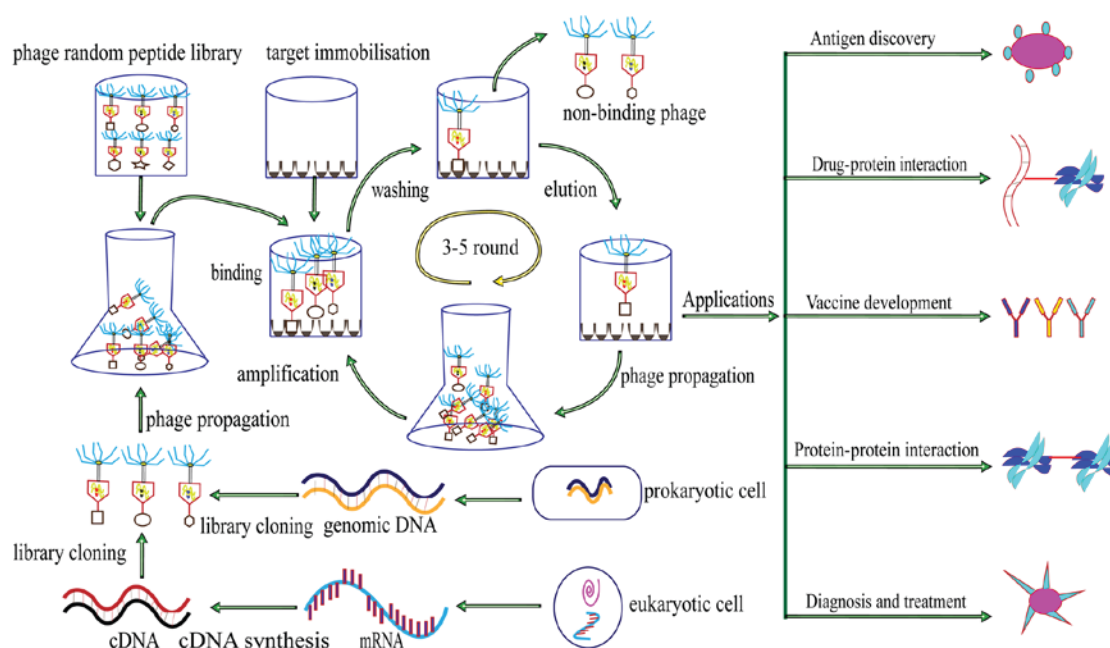 phage random peptide library
target immobilisation
non-binding phage
washing
elution
3-5 round
binding
amplification
phage propagation
Applications
phage propagation
library cloning
genomic DNA
prokaryotic cell
library cloning
cDNA
cDNA synthesis
mRNA
eukaryotic cell
Antigen discovery
Drug-protein interaction
Vaccine development
Protein-protein interaction
Diagnosis and treatment